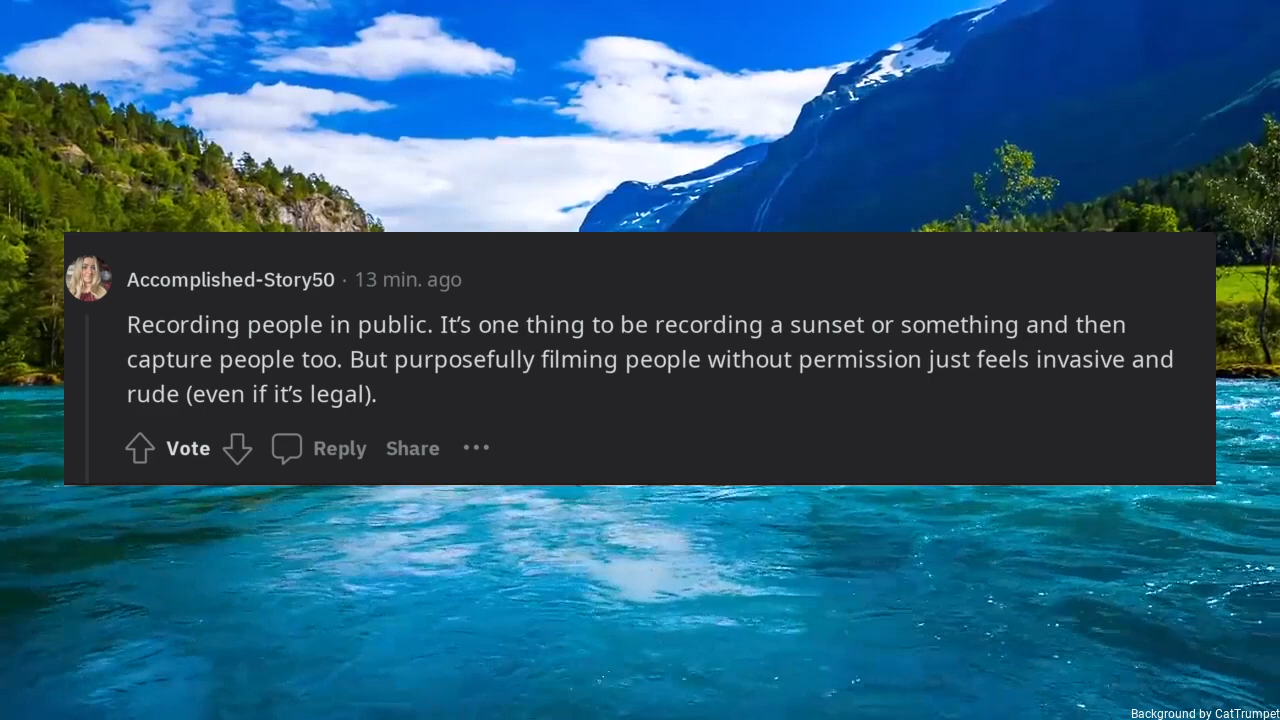 Accomplished-Story50 · 13 min. ago
Recording people in public. It’s one thing to be recording a sunset or something and then
capture people too. But purposefully filming people without permission just feels invasive and
rude (even if it’s legal).
Vote Reply Share
Background by CatTrumpet